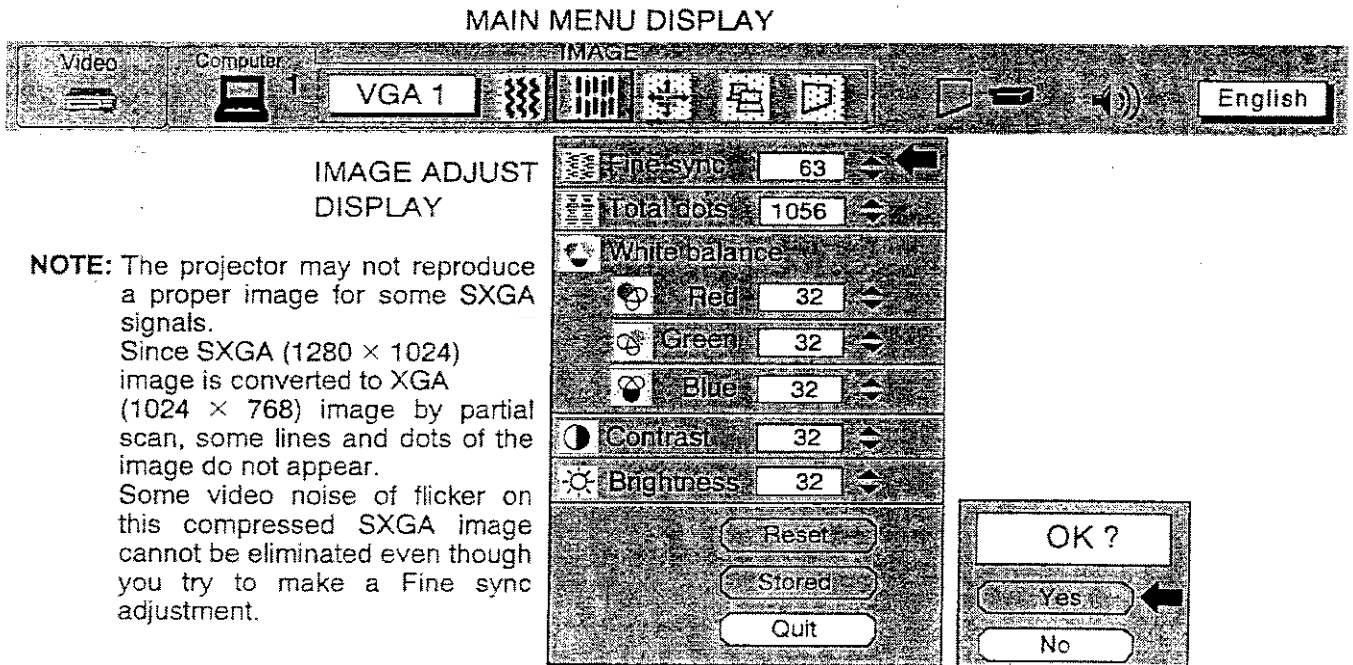 MAIN MENU DISPLAY
IMAGE
Video
Computer
1
VGA 1
English
IMAGE ADJUST
DISPLAY
NOTE: The projector may not reproduce
a proper image for some SXGA
signals.
Since SXGA (1280 × 1024)
image is converted to XGA
(1024 × 768) image by partial
scan, some lines and dots of the
image do not appear.
Some video noise of flicker on
this compressed SXGA image
cannot be eliminated even though
you try to make a Fine sync
adjustment.
Fine sync 63
Total dots 1056
White balance
Red 32
Green 32
Blue 32
Contrast 32
Brightness 32
Reset
Stored
Quit
OK ?
Yes
No